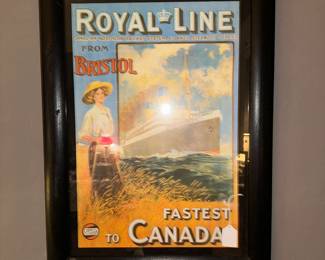 ROYAL LINE
FROM
BRISTOL
FASTEST
TO CANADA